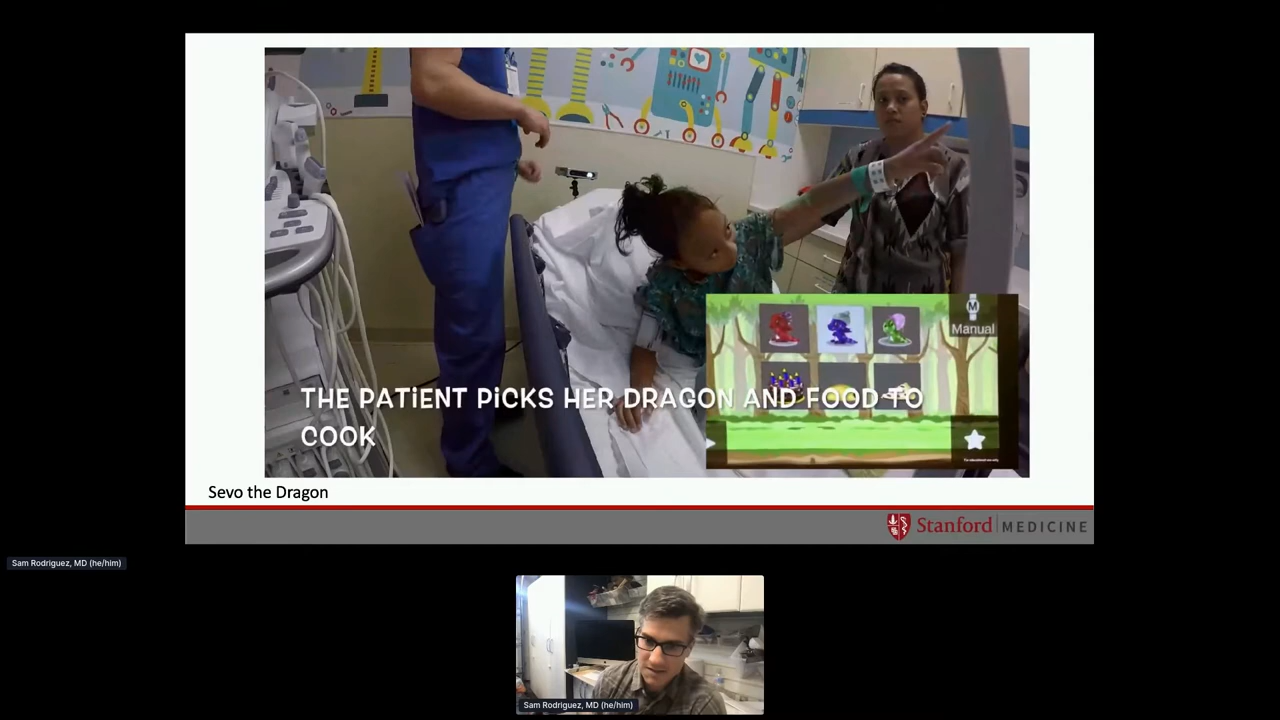 M
Manual
THE PATIENT PICKS HER DRAGON AND FOOD TO
COOK
Sevo the Dragon
Stanford MEDICINE
Sam Rodriguez, MD (he/him)
Sam Rodriguez, MD (he/him)